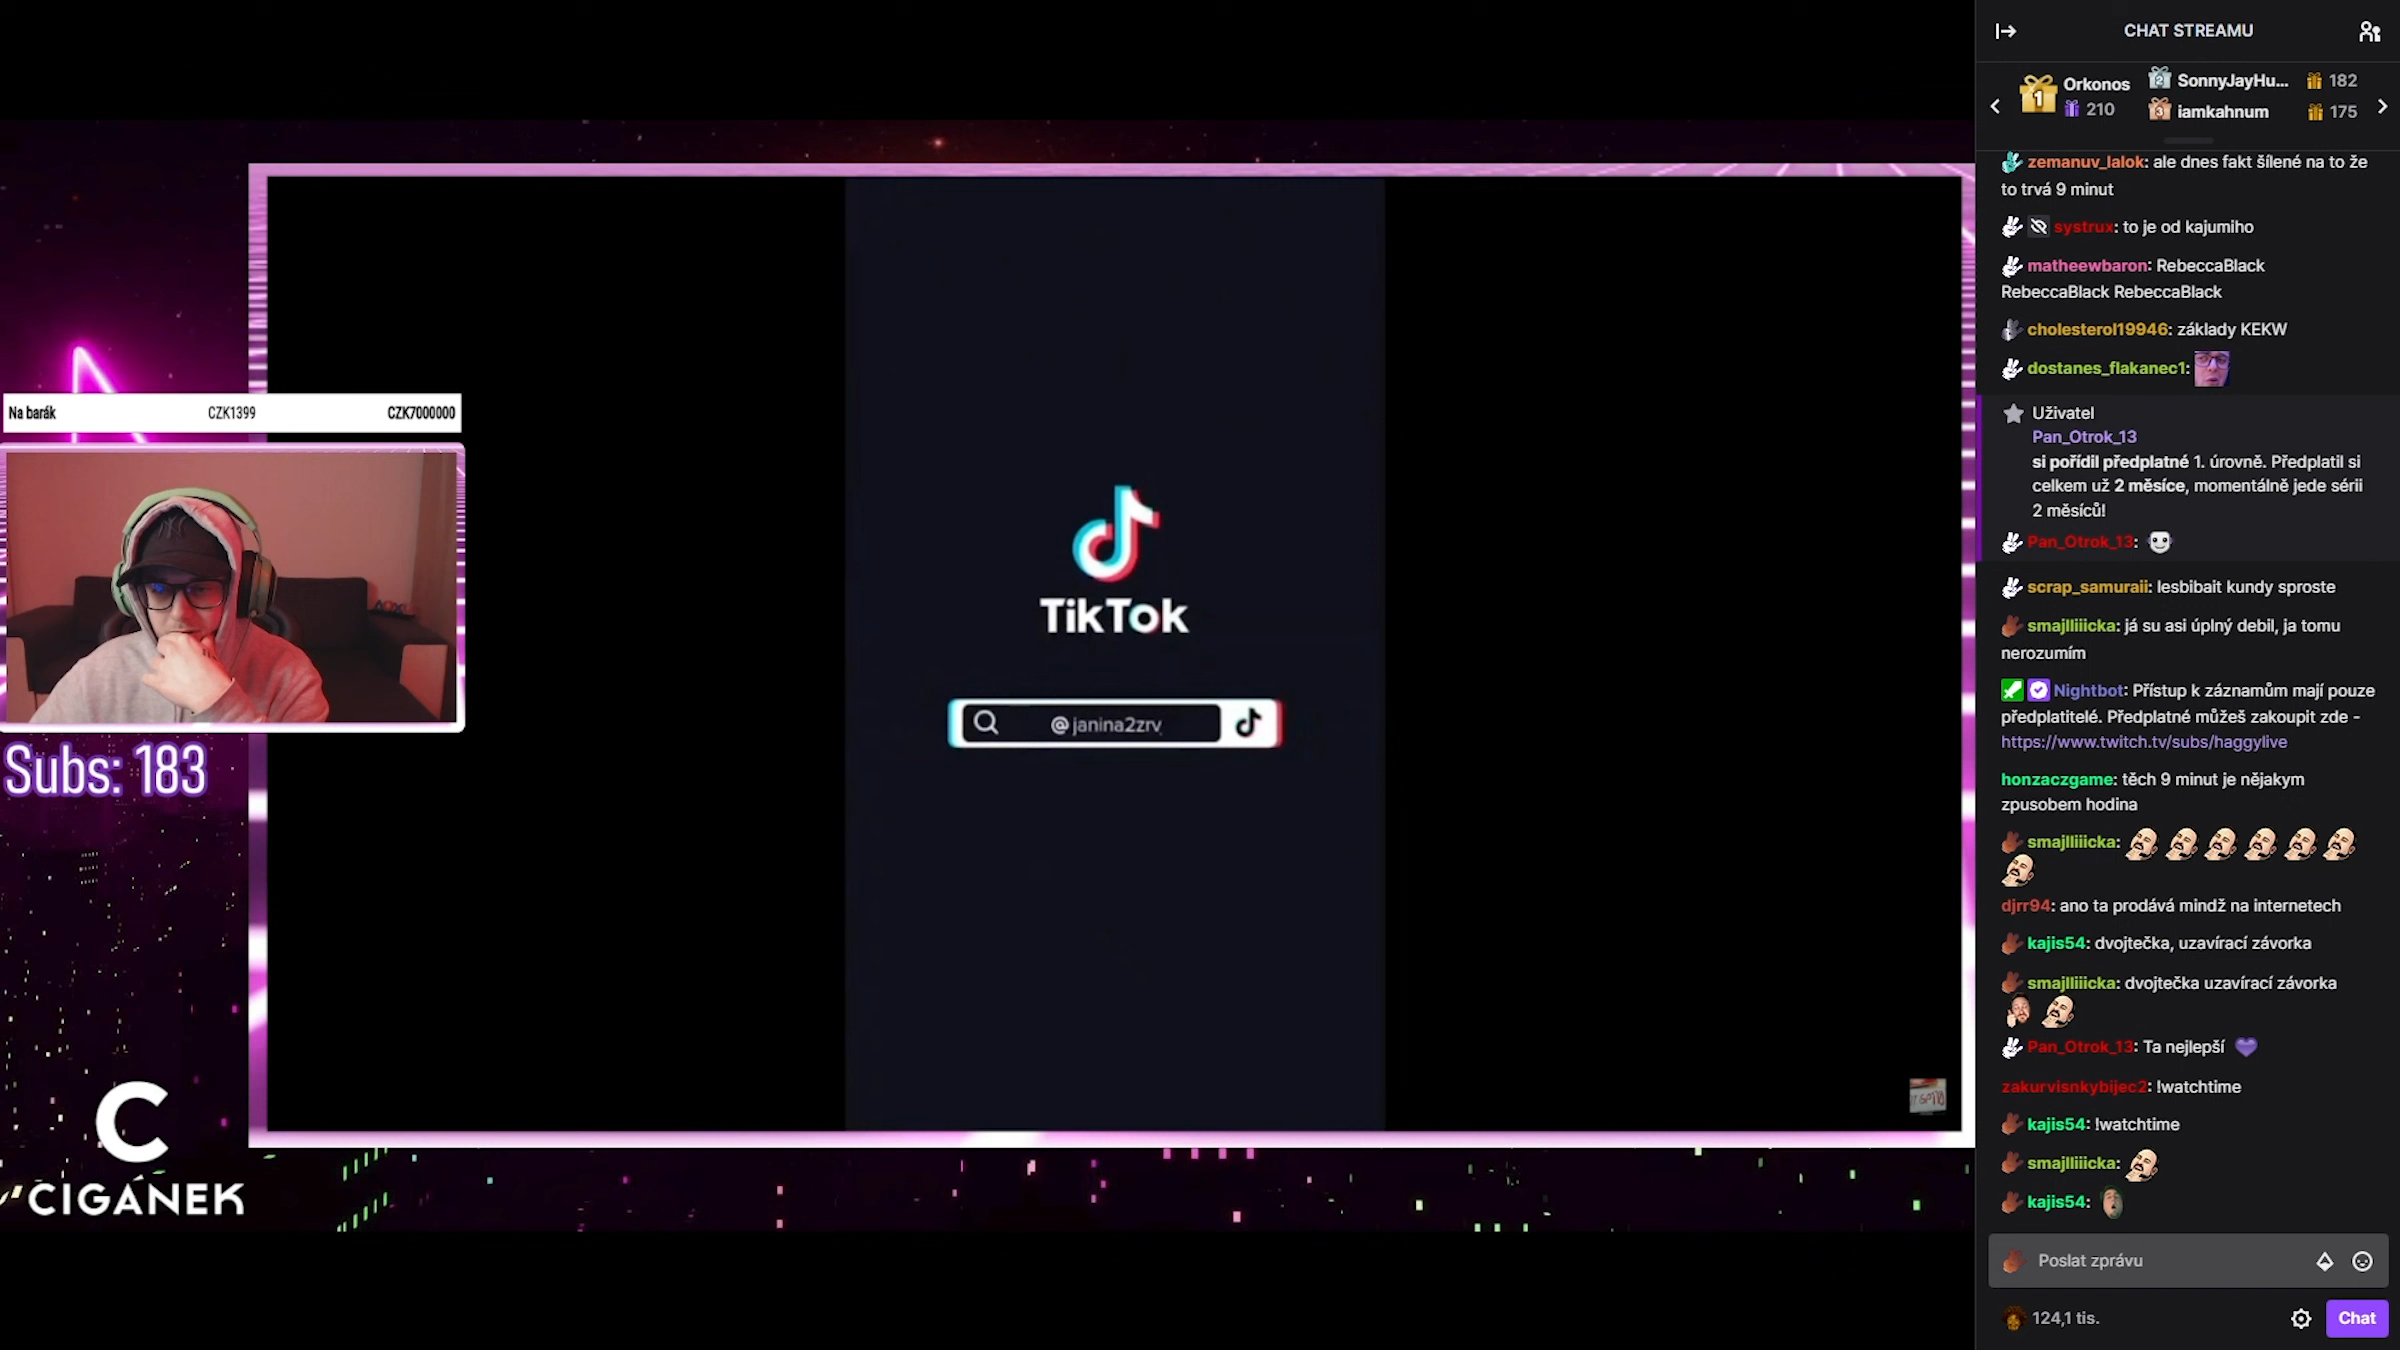 Na barák CZK1399 CZK7000000
Subs: 183
C
CIGÁNEK
TikTok
@janina2zrv
CHAT STREAMU
1 Orkonos 210
2 SonnyJayHu... 182
3 iamkahnum 175
zemanuv_lalok: ale dnes fakt šílené na to že
to trvá 9 minut
systrux: to je od kajumiho
matheewbaron: RebeccaBlack
RebeccaBlack RebeccaBlack
cholesterol19946: základy KEKW
dostanes_flakanec1:
Uživatel
Pan_Otrok_13
si pořídil předplatné 1. úrovně. Předplatil si
celkem už 2 měsíce, momentálně jede sérii
2 měsíců!
Pan_Otrok_13:
scrap_samuraii: lesbibait kundy sproste
smajlliiicka: já su asi úplný debil, ja tomu
nerozumím
Nightbot: Přístup k záznamům mají pouze
předplatitelé. Předplatné můžeš zakoupit zde -
https://www.twitch.tv/subs/haggylive
honzaczgame: těch 9 minut je nějakym
zpusobem hodina
smajlliiicka:
djrr94: ano ta prodává mindž na internetech
kajis54: dvojtečka, uzavírací závorka
smajlliiicka: dvojtečka uzavírací závorka
Pan_Otrok_13: Ta nejlepší
zakurvisnkybijec2: !watchtime
kajis54: !watchtime
smajlliiicka:
kajis54:
Poslat zprávu
124,1 tis.
Chat